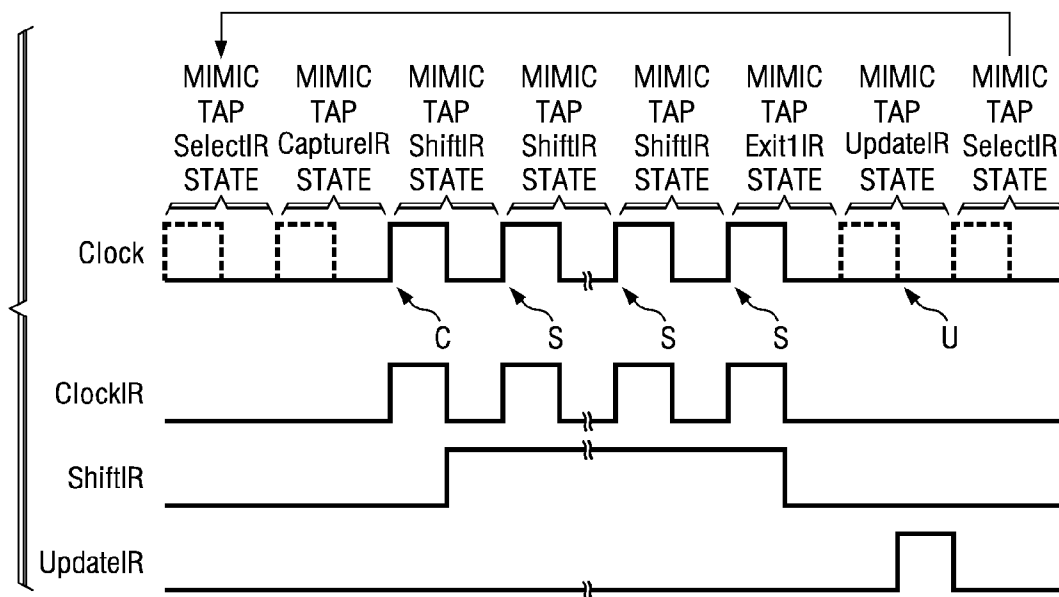 MIMIC MIMIC MIMIC MIMIC MIMIC MIMIC MIMIC MIMIC
TAP TAP TAP TAP TAP TAP TAP TAP
SelectIR CaptureIR ShiftIR ShiftIR ShiftIR Exit1IR UpdateIR SelectIR
STATE STATE STATE STATE STATE STATE STATE STATE
Clock
C S S S U
ClockIR
ShiftIR
UpdateIR